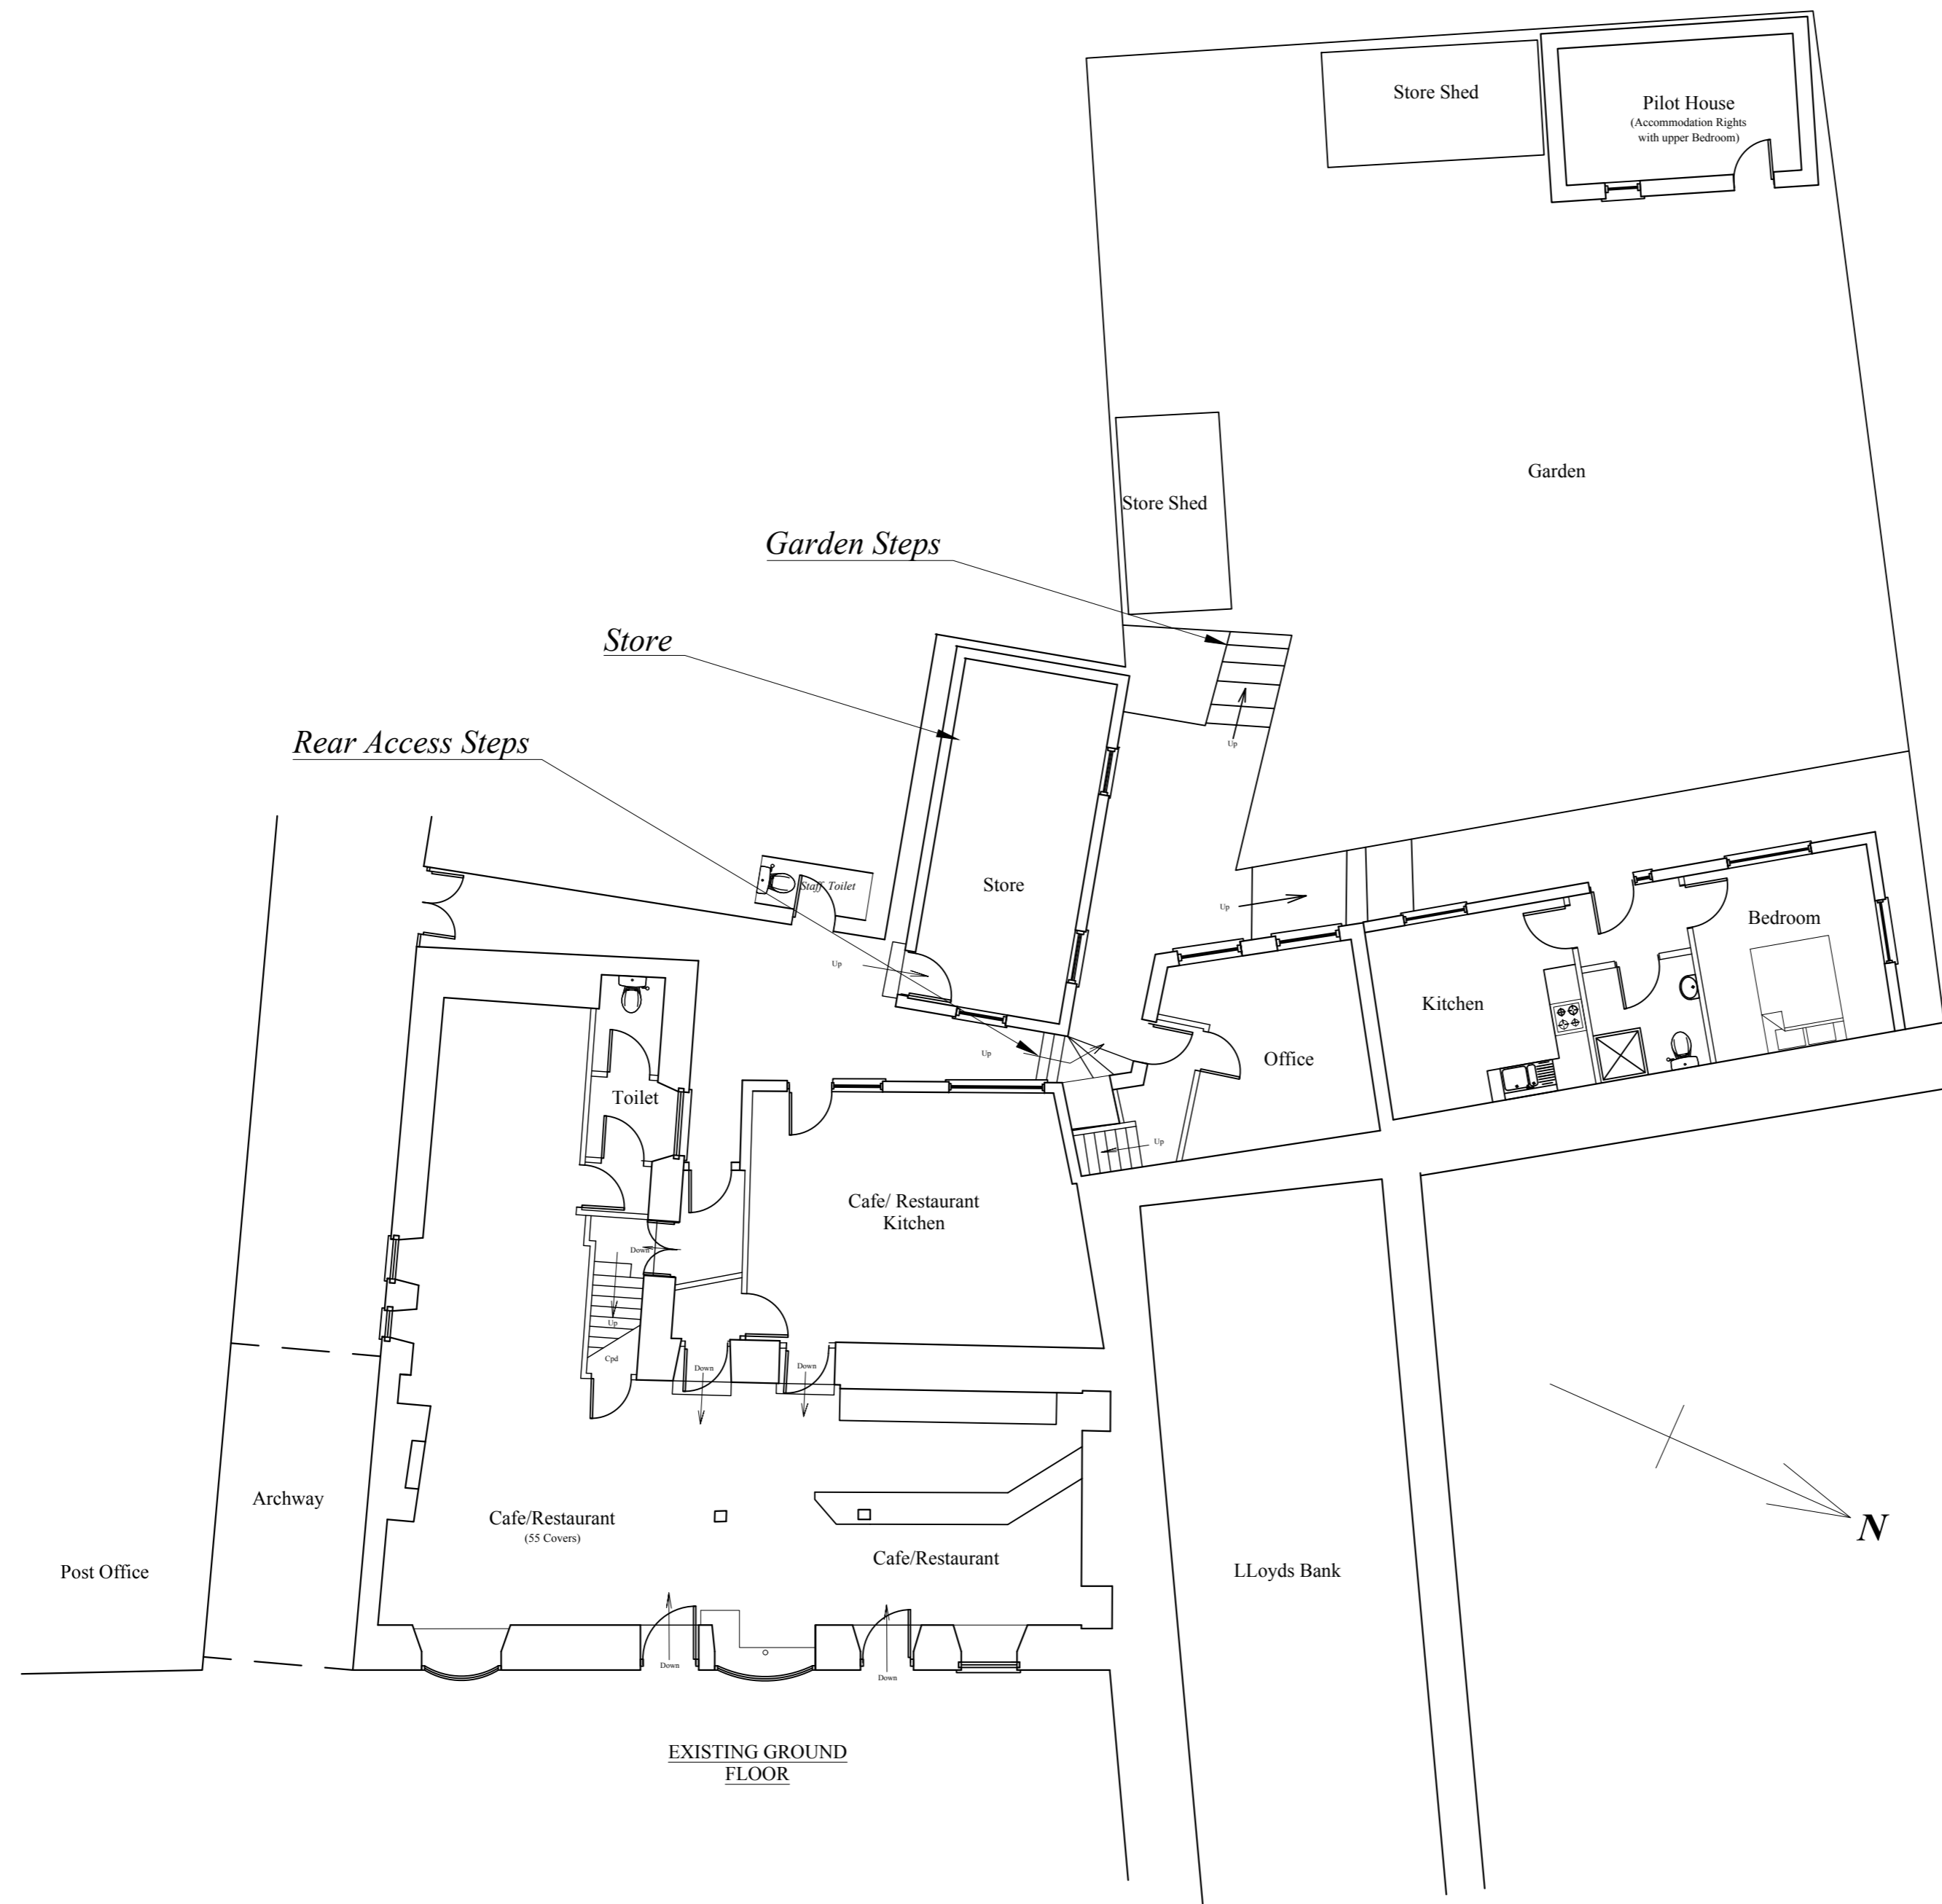 Store Shed
Pilot House
(Accommodation Rights
with upper Bedroom)
Garden
Store Shed
Garden Steps
Store
Rear Access Steps
Up
Staff Toilet
Store
Up
Bedroom
Up
Kitchen
Up
Office
Toilet
Up
Cafe/ Restaurant
Kitchen
Down
Up
Cpd
Down
Down
Archway
Cafe/Restaurant
(55 Covers)
N
Cafe/Restaurant
Post Office
LLoyds Bank
Down
Down
EXISTING GROUND
FLOOR